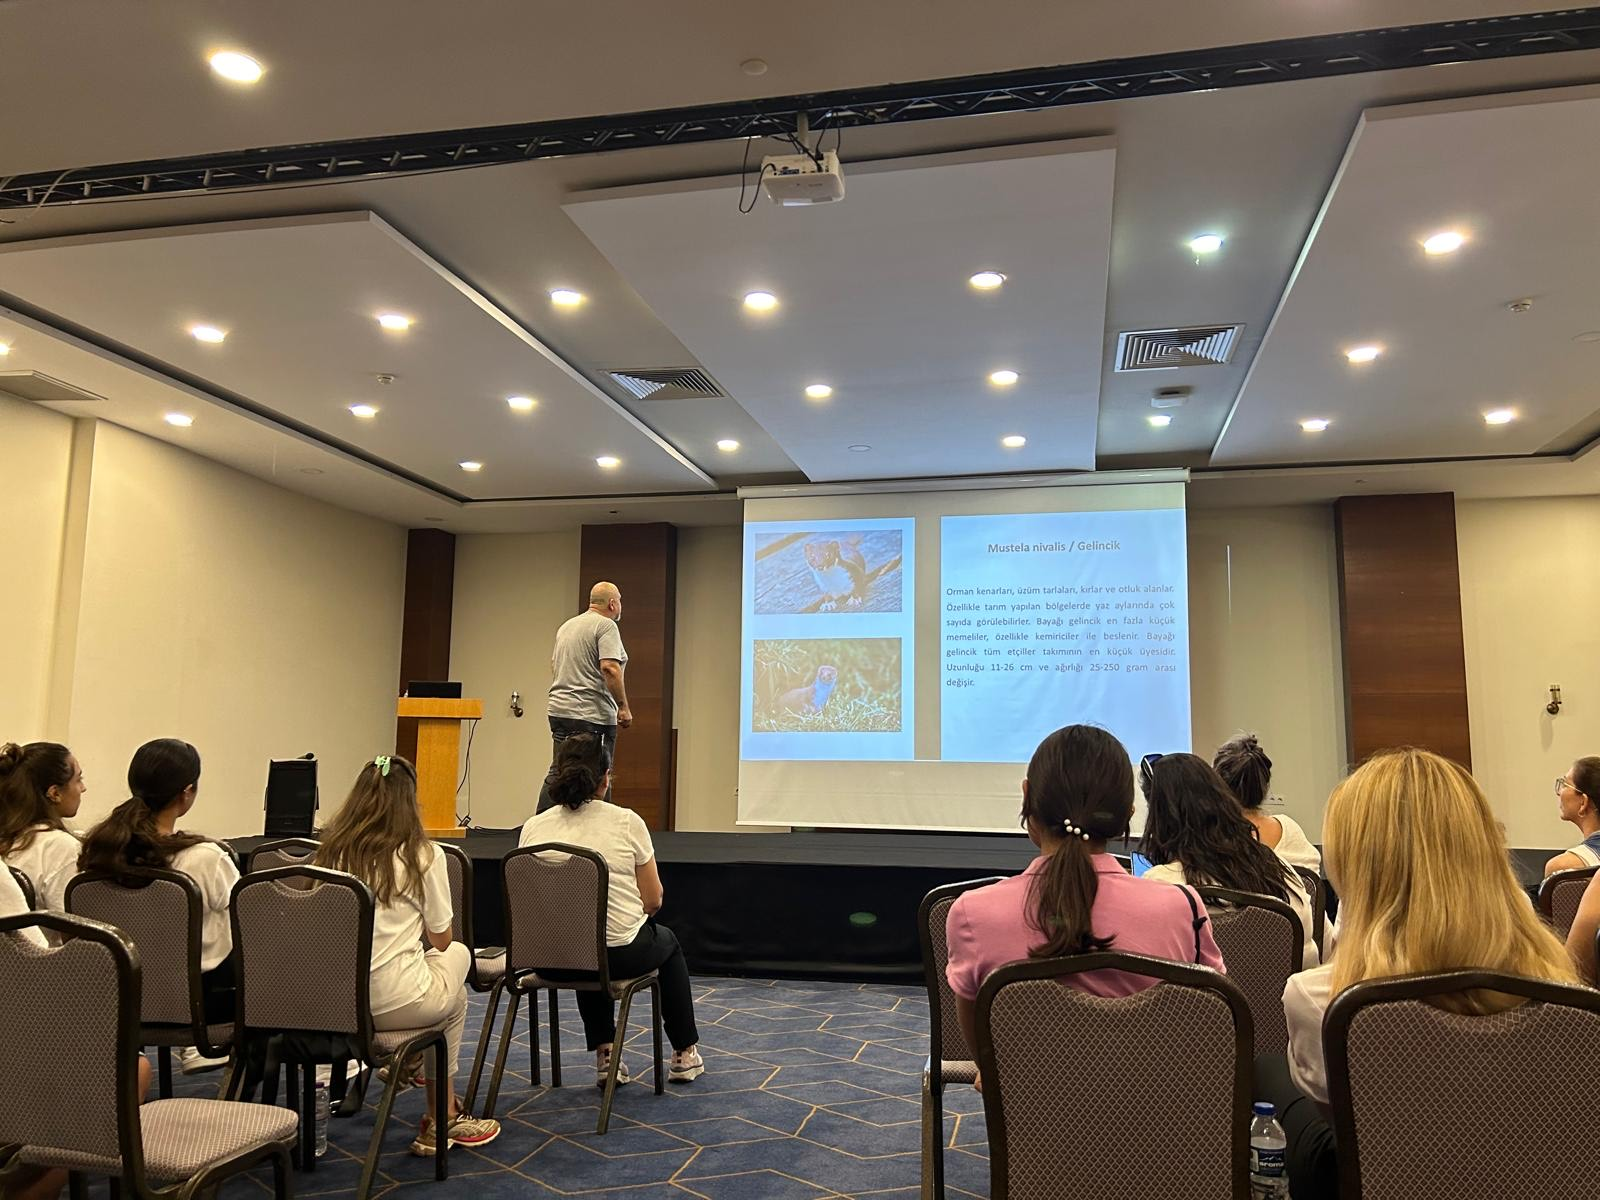 Mustela nivalis / Gelincik
Orman kenarları, üzüm tarlaları, kırlar ve otluk alanlar.
Özellikle tarım yapılan bölgelerde yaz aylarında çok
sayıda görülebilirler. Bayağı gelincik en fazla küçük
memeliler, özellikle kemiriciler ile beslenir. Bayağı
gelincik tüm etçiller takımının en küçük üyesidir.
Uzunluğu 11-26 cm ve ağırlığı 25-250 gram arası
değişir.
aroma